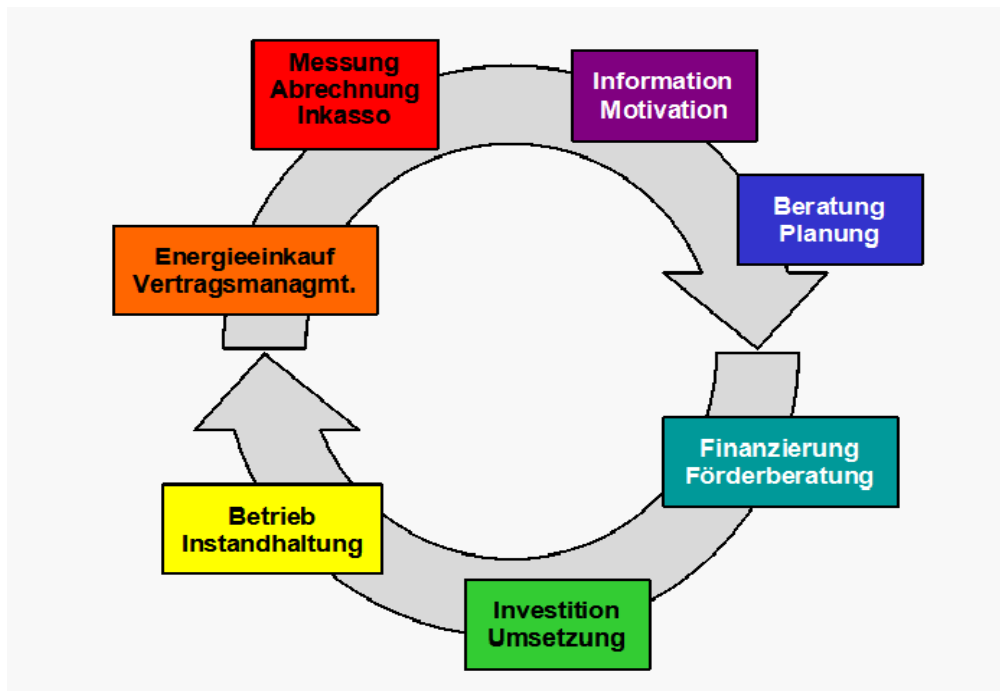 Messung
Abrechnung
Inkasso
Information
Motivation
Beratung
Planung
Energieeinkauf
Vertragsmanagmt.
Finanzierung
Förderberatung
Betrieb
Instandhaltung
Investition
Umsetzung